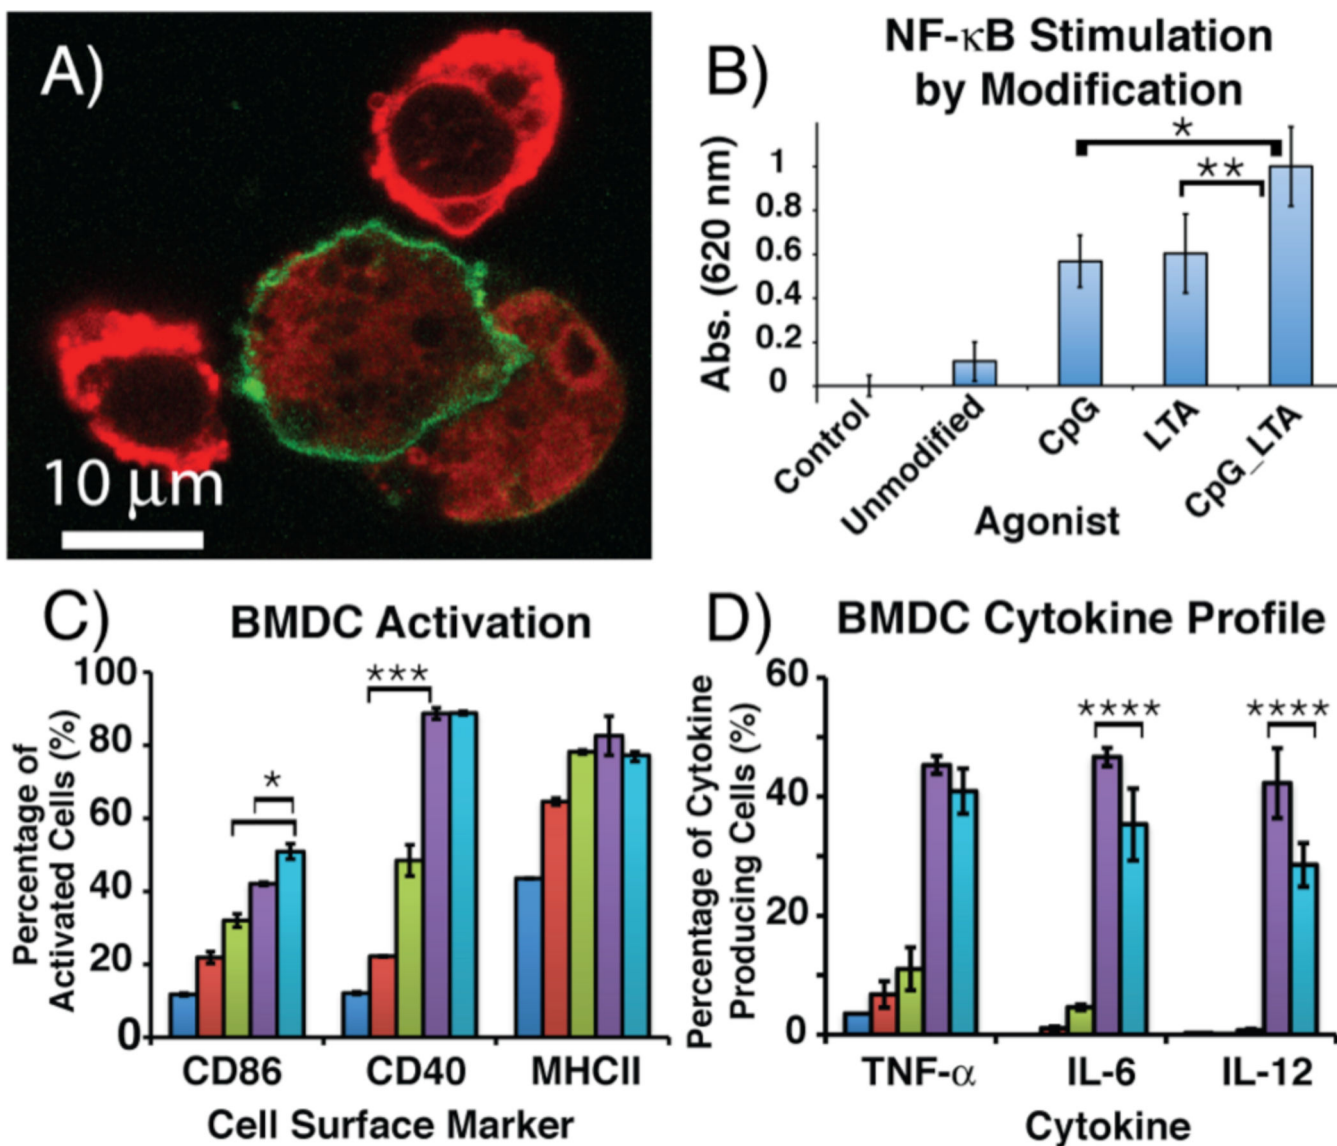 A)
10 μm
B)
NF-κB Stimulation
by Modification
Abs. (620 nm)
1
0.8
0.6
0.4
0.2
0
*
**
Control
Unmodified
CpG
LTA
CpG_LTA
Agonist
C)
BMDC Activation
Percentage of
Activated Cells (%)
100
80
60
40
20
0
*
***
CD86
CD40
MHCII
Cell Surface Marker
D)
BMDC Cytokine Profile
Percentage of Cytokine
Producing Cells (%)
60
40
20
0
****
****
TNF-α
IL-6
IL-12
Cytokine